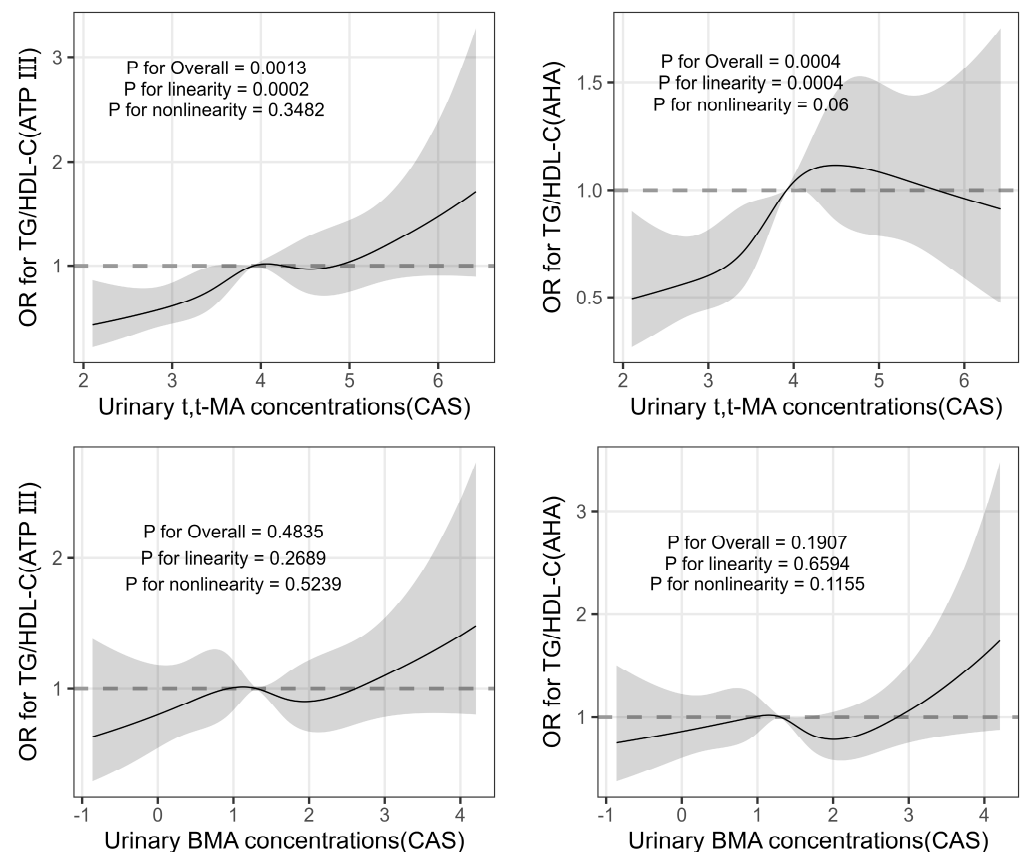 OR for TG/HDL-C(ATP III)
3
2
1
P for Overall = 0.0013
P for linearity = 0.0002
P for nonlinearity = 0.3482
2 3 4 5 6
Urinary t,t-MA concentrations(CAS)
OR for TG/HDL-C(AHA)
1.5
1.0
0.5
P for Overall = 0.0004
P for linearity = 0.0004
P for nonlinearity = 0.06
2 3 4 5 6
Urinary t,t-MA concentrations(CAS)
OR for TG/HDL-C(ATP III)
2
1
P for Overall = 0.4835
P for linearity = 0.2689
P for nonlinearity = 0.5239
-1 0 1 2 3 4
Urinary BMA concentrations(CAS)
OR for TG/HDL-C(AHA)
3
2
1
P for Overall = 0.1907
P for linearity = 0.6594
P for nonlinearity = 0.1155
-1 0 1 2 3 4
Urinary BMA concentrations(CAS)